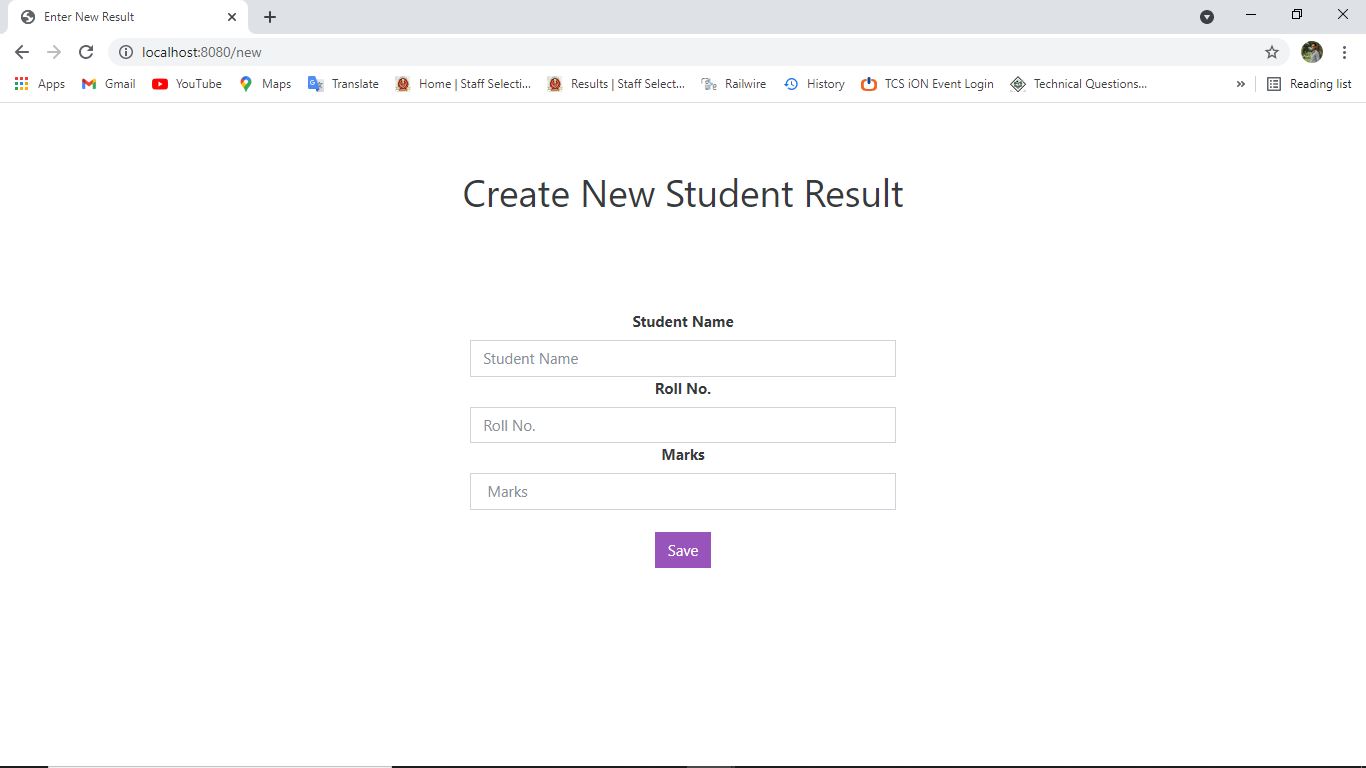 Enter New Result
localhost:8080/new
Apps Gmail YouTube Maps Translate Home | Staff Selecti... Results | Staff Select... Railwire History TCS iON Event Login Technical Questions... » Reading list
Create New Student Result
Student Name
Student Name
Roll No.
Roll No.
Marks
Marks
Save